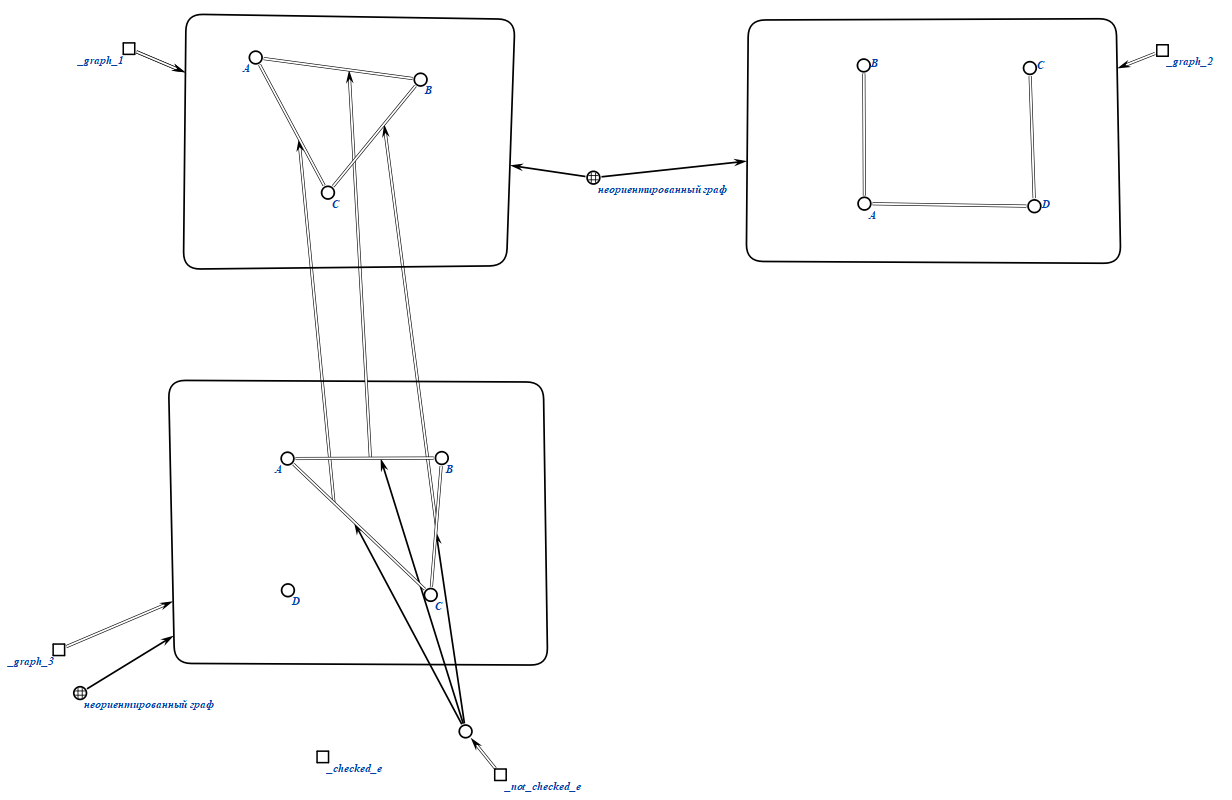 _graph_1
A
B
C
неориентированный граф
B
C
A
D
_graph_2
A
B
D
C
_graph_3
неориентированный граф
_checked_e
_not_checked_e